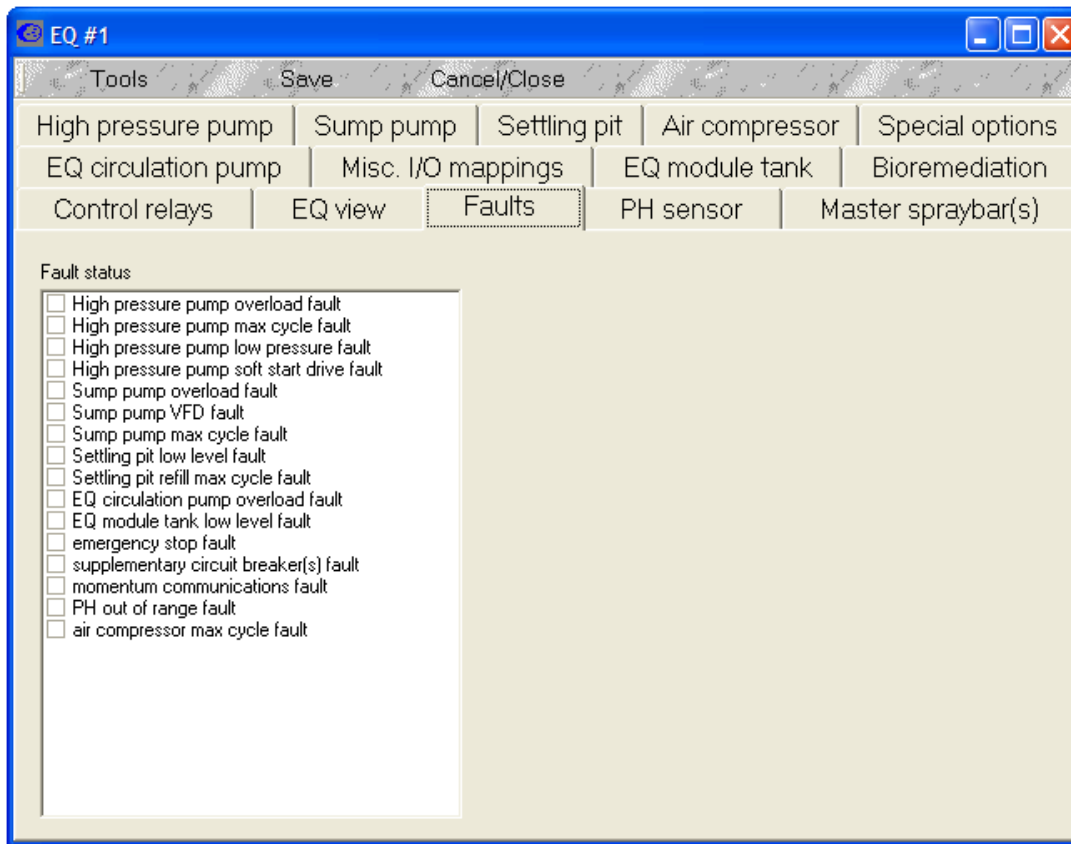 EQ #1
Tools Save Cancel/Close
High pressure pump Sump pump Settling pit Air compressor Special options
EQ circulation pump Misc. I/O mappings EQ module tank Bioremediation
Control relays EQ view Faults PH sensor Master spraybar(s)
Fault status
High pressure pump overload fault
High pressure pump max cycle fault
High pressure pump low pressure fault
High pressure pump soft start drive fault
Sump pump overload fault
Sump pump VFD fault
Sump pump max cycle fault
Settling pit low level fault
Settling pit refill max cycle fault
EQ circulation pump overload fault
EQ module tank low level fault
emergency stop fault
supplementary circuit breaker(s) fault
momentum communications fault
PH out of range fault
air compressor max cycle fault